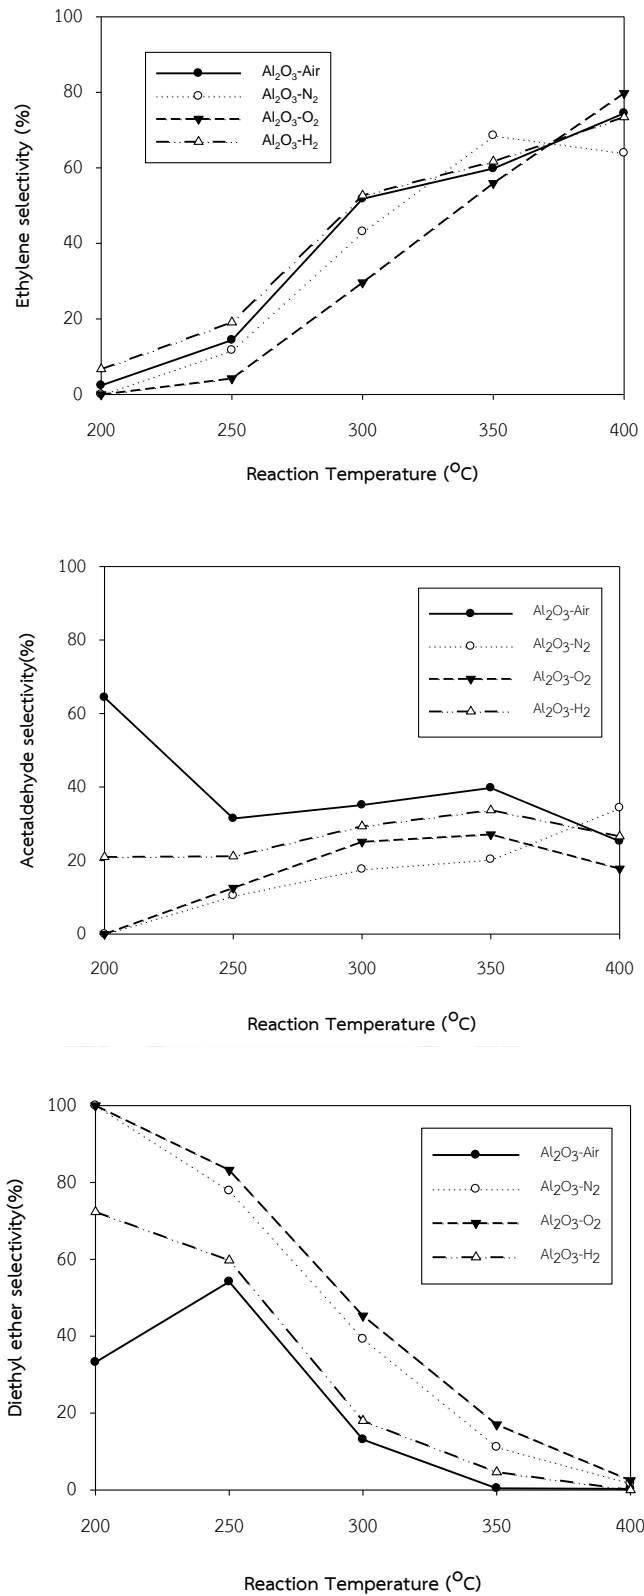 100
80
60
40
20
0
Ethylene selectivity (%)
Al2O3-Air
Al2O3-N2
Al2O3-O2
Al2O3-H2
200 250 300 350 400
Reaction Temperature (OC)
100
80
60
40
20
0
Acetaldehyde selectivity(%)
Al2O3-Air
Al2O3-N2
Al2O3-O2
Al2O3-H2
200 250 300 350 400
Reaction Temperature (OC)
100
80
60
40
20
0
Diethyl ether selectivity(%)
Al2O3-Air
Al2O3-N2
Al2O3-O2
Al2O3-H2
200 250 300 350 400
Reaction Temperature (OC)